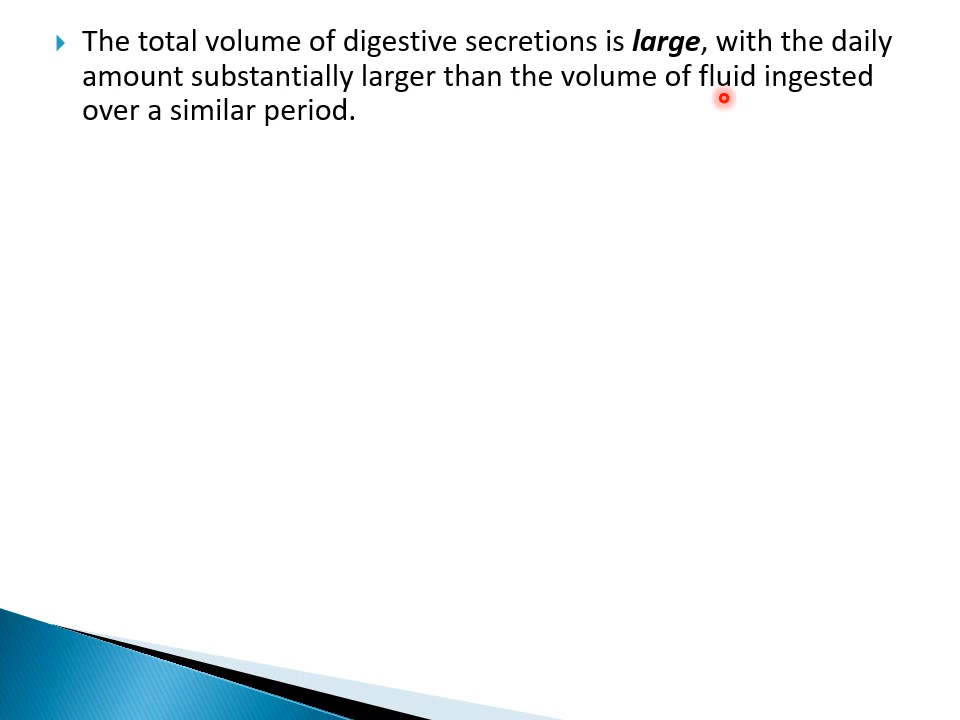 The total volume of digestive secretions is large, with the daily
amount substantially larger than the volume of fluid ingested
over a similar period.